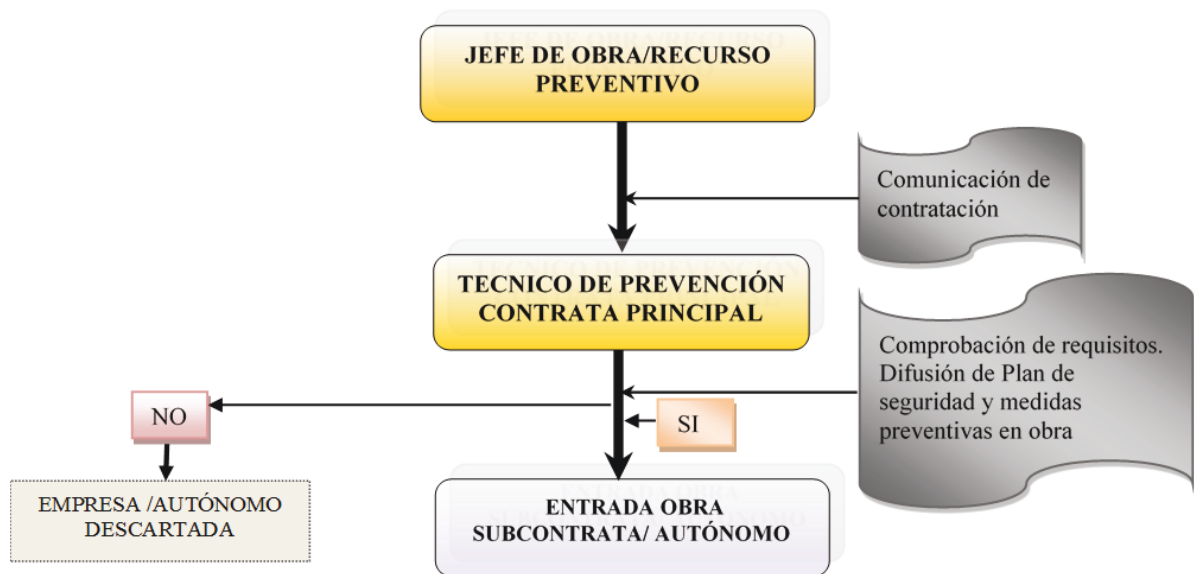 JEFE DE OBRA/RECURSO
PREVENTIVO
Comunicación de
contratación
TECNICO DE PREVENCIÓN
CONTRATA PRINCIPAL
Comprobación de requisitos.
Difusión de Plan de
seguridad y medidas
preventivas en obra
NO
SI
EMPRESA /AUTÓNOMO
DESCARTADA
ENTRADA OBRA
SUBCONTRATA/ AUTÓNOMO